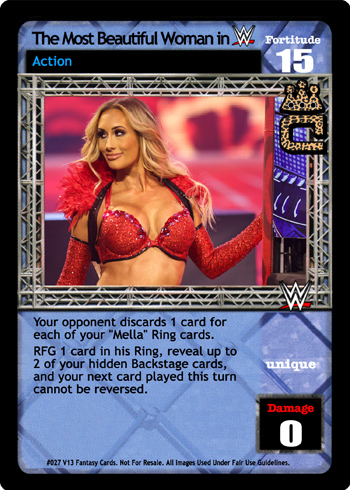 The Most Beautiful Woman in WWE
Fortitude
15
Action
Your opponent discards 1 card for
each of your "Mella" Ring cards.
RFG 1 card in his Ring, reveal up to
2 of your hidden Backstage cards,
and your next card played this turn
cannot be reversed.
unique
Damage
0
#027 V13 Fantasy Cards. Not For Resale. All Images Used Under Fair Use Guidelines.